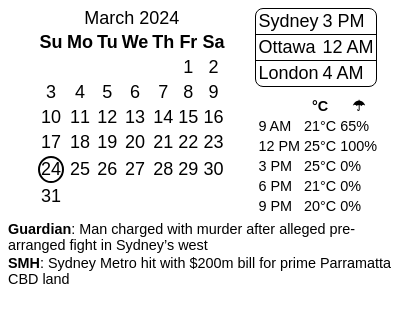 March 2024
Su Mo Tu We Th Fr Sa
1 2
3 4 5 6 7 8 9
10 11 12 13 14 15 16
17 18 19 20 21 22 23
24 25 26 27 28 29 30
31
Sydney 3 PM
Ottawa 12 AM
London 4 AM
°C ☂
9 AM 21°C 65%
12 PM 25°C 100%
3 PM 25°C 0%
6 PM 21°C 0%
9 PM 20°C 0%
Guardian: Man charged with murder after alleged pre-
arranged fight in Sydney’s west
SMH: Sydney Metro hit with $200m bill for prime Parramatta
CBD land